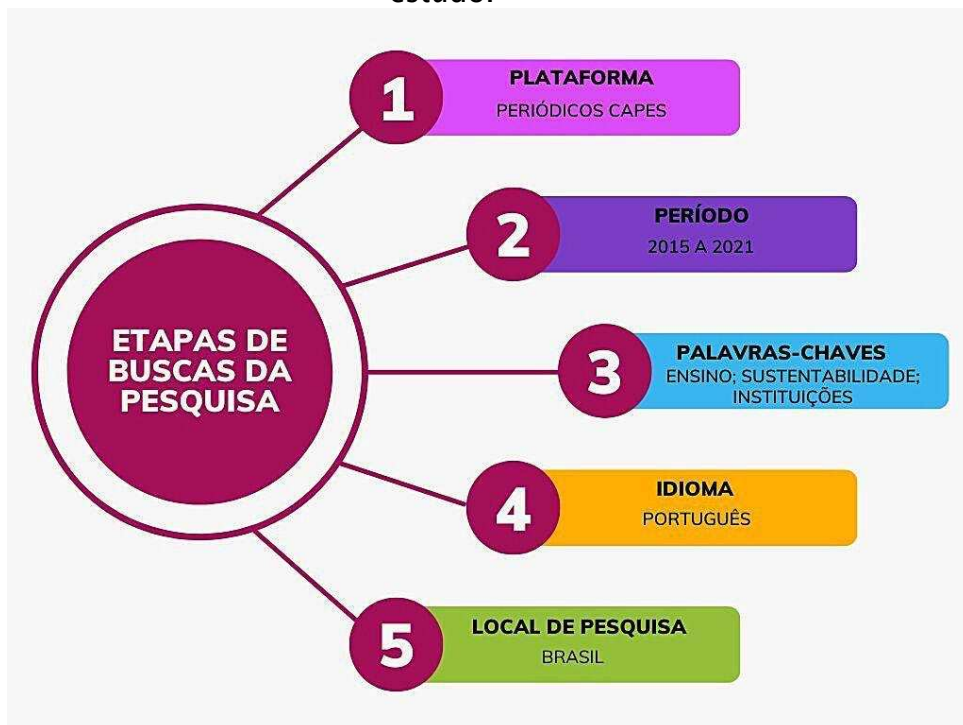 estudo.
1
PLATAFORMA
PERIÓDICOS CAPES
2
PERÍODO
2015 A 2021
ETAPAS DE
BUSCAS DA
PESQUISA
3
PALAVRAS-CHAVES
ENSINO; SUSTENTABILIDADE;
INSTITUIÇÕES
4
IDIOMA
PORTUGUÊS
5
LOCAL DE PESQUISA
BRASIL